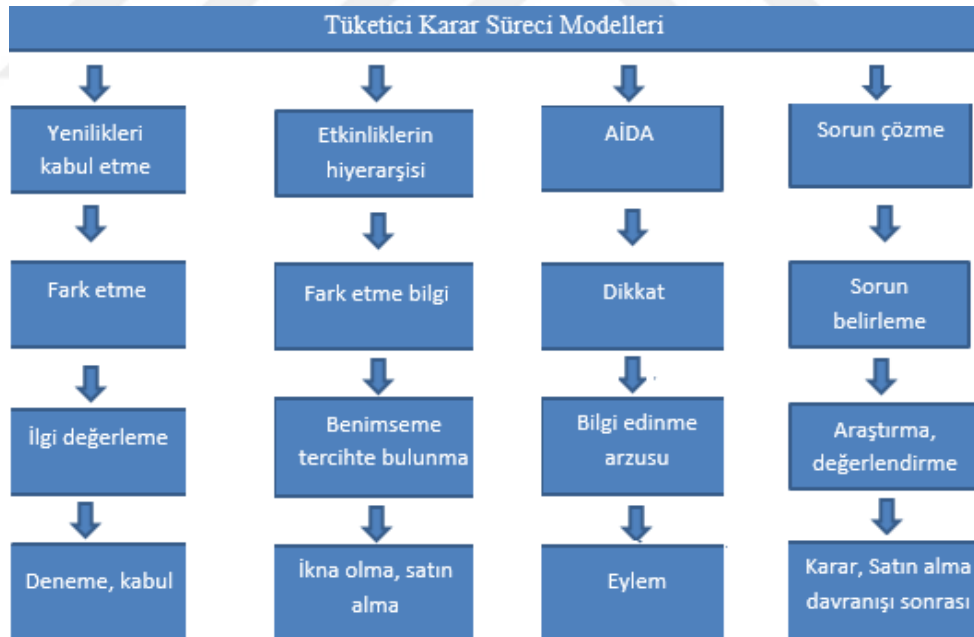 Tüketici Karar Süreci Modelleri
Yenilikleri
kabul etme
Etkinliklerin
hiyerarşisi
AİDA
Sorun çözme
Fark etme
Fark etme bilgi
Dikkat
Sorun
belirleme
İlgi değerleme
Benimseme
tercihte bulunma
Bilgi edinme
arzusu
Araştırma,
değerlendirme
Deneme, kabul
İkna olma, satın
alma
Eylem
Karar, Satın alma
davranışı sonrası